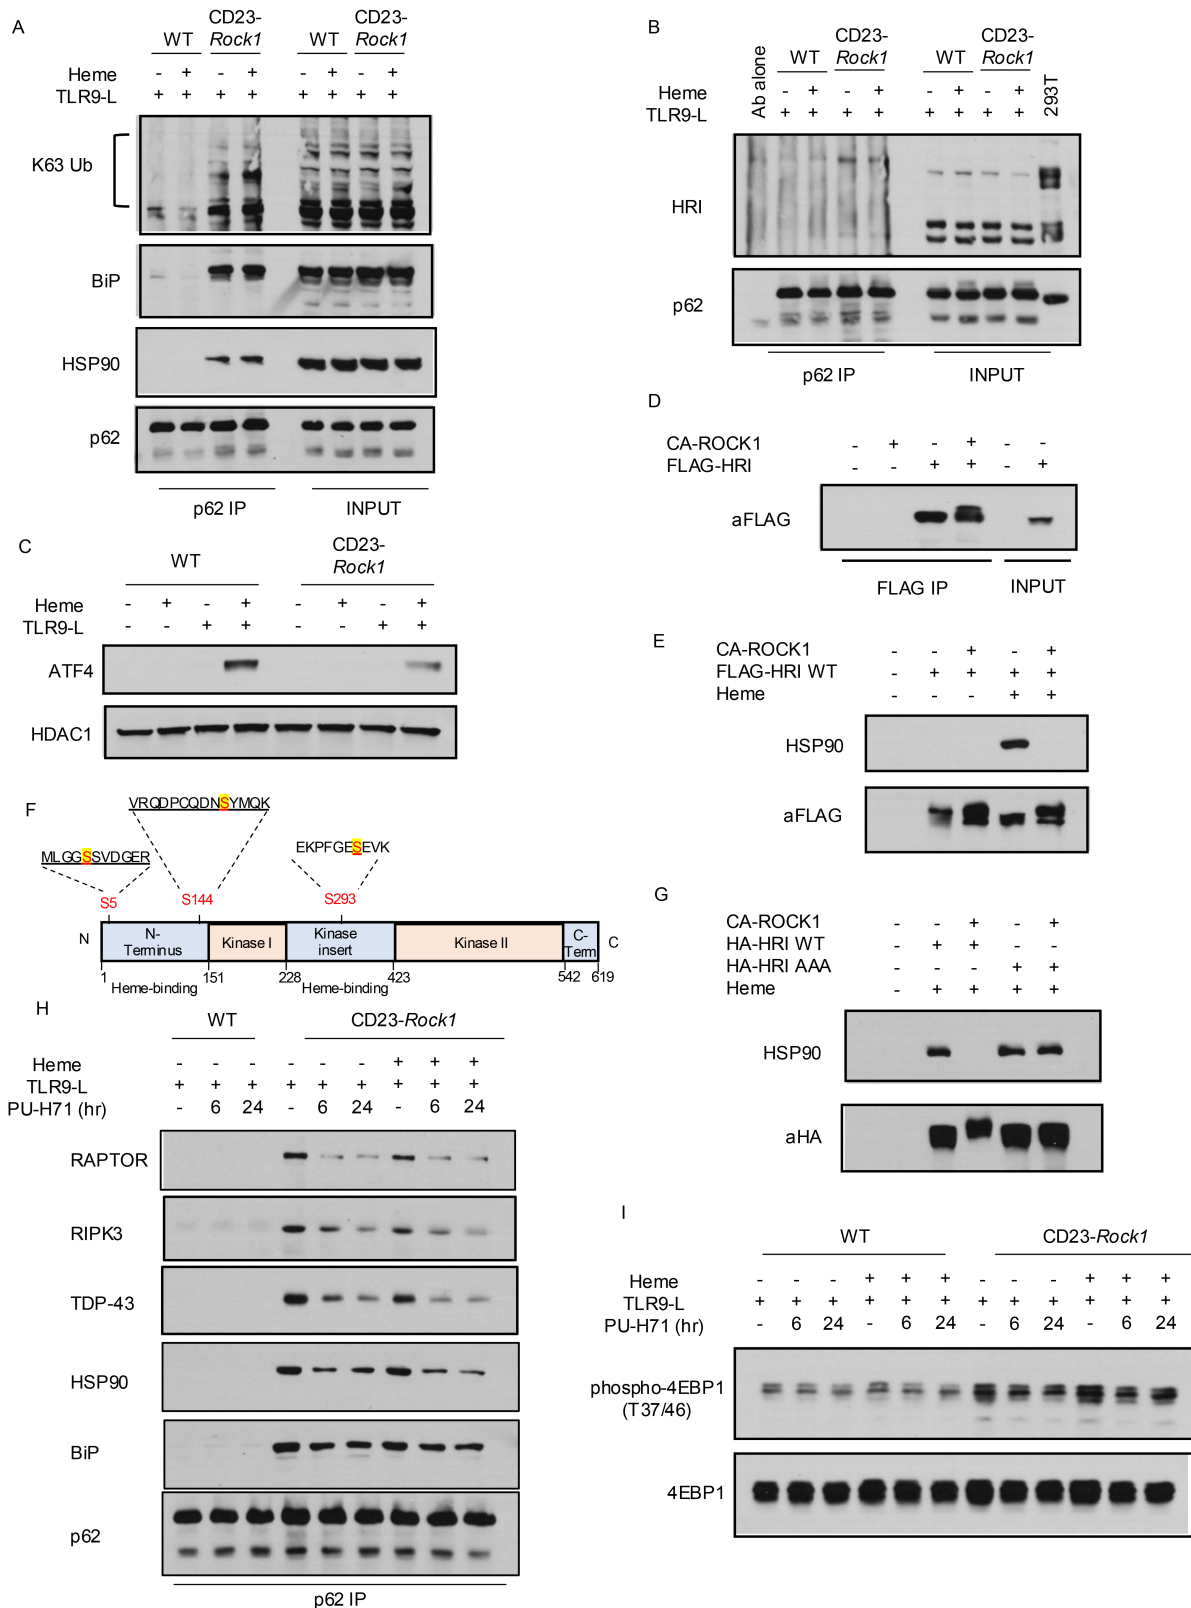 A
WT
CD23-
Rock1
WT
CD23-
Rock1
Heme - + - + - + - +
TLR9-L + + + + + + + +
K63 Ub
BiP
HSP90
p62
p62 IP
INPUT
B
Ab alone
WT
CD23-
Rock1
WT
CD23-
Rock1
293T
Heme - + - + - + - +
TLR9-L + + + + + + + +
HRI
p62
p62 IP
INPUT
C
WT
CD23-
Rock1
Heme - + - + - + - +
TLR9-L - - + + - - + +
ATF4
HDAC1
D
CA-ROCK1 - + - + - -
FLAG-HRI - - + + - +
aFLAG
FLAG IP
INPUT
E
CA-ROCK1 - - + - +
FLAG-HRI WT - + + + +
Heme - - - + +
HSP90
aFLAG
F
VRQDPCQDNSYMQK
MLGGSSVDGER
EKPFGESEVK
S5
S144
S293
N
N-
Terminus
Kinase I
Kinase
insert
Kinase II
C-
Term
C
1
151
228
423
542
619
Heme-binding
Heme-binding
G
CA-ROCK1 - - + - +
HA-HRI WT - + + - -
HA-HRI AAA - - - + +
Heme - + + + +
HSP90
aHA
H
WT
CD23-Rock1
Heme - - - - - - + + +
TLR9-L + + + + + + + + +
PU-H71 (hr) - 6 24 - 6 24 - 6 24
RAPTOR
RIPK3
TDP-43
HSP90
BiP
p62
p62 IP
I
WT
CD23-Rock1
Heme - - - + + + - - - + + +
TLR9-L + + + + + + + + + + + +
PU-H71 (hr) - 6 24 - 6 24 - 6 24 - 6 24
phospho-4EBP1
(T37/46)
4EBP1